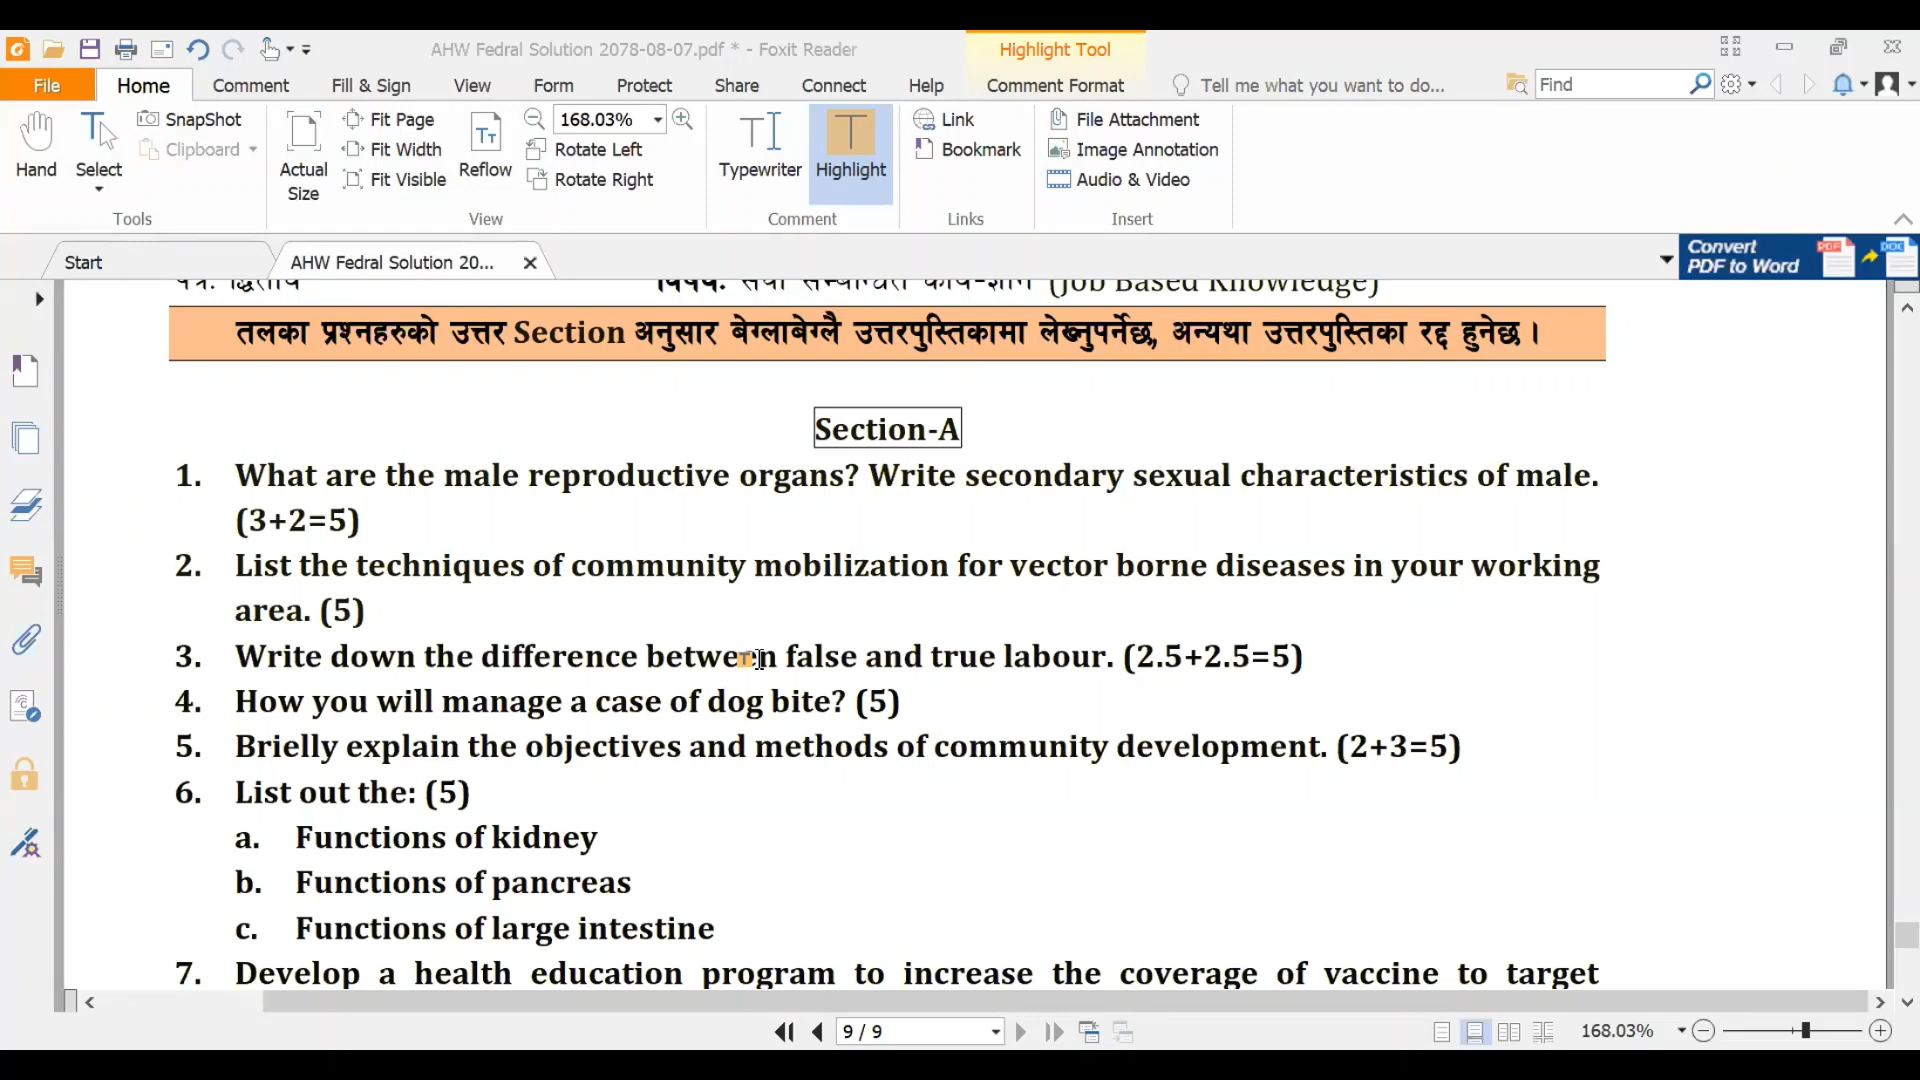 AHW Fedral Solution 2078-08-07.pdf * - Foxit Reader
Highlight Tool
File Home Comment Fill & Sign View Form Protect Share Connect Help Comment Format Tell me what you want to do... Find
Hand
Select
SnapShot
Clipboard
Tools
Actual Size
Fit Page
Fit Width
Fit Visible
Reflow
168.03%
Rotate Left
Rotate Right
View
Typewriter
Highlight
Comment
Link
Bookmark
Links
File Attachment
Image Annotation
Audio & Video
Insert
Start
AHW Fedral Solution 20...
Convert
PDF to Word
पत्र: द्वितीय विषय: सेवा सम्बन्धित कार्य-ज्ञान (Job Based Knowledge)
तलका प्रश्नहरुको उत्तर Section अनुसार बेग्लाबेग्लै उत्तरपुस्तिकामा लेख्नुपर्नेछ, अन्यथा उत्तरपुस्तिका रद्द हुनेछ ।
Section-A
1. What are the male reproductive organs? Write secondary sexual characteristics of male.
(3+2=5)
2. List the techniques of community mobilization for vector borne diseases in your working
area. (5)
3. Write down the difference between false and true labour. (2.5+2.5=5)
4. How you will manage a case of dog bite? (5)
5. Brielly explain the objectives and methods of community development. (2+3=5)
6. List out the: (5)
a. Functions of kidney
b. Functions of pancreas
c. Functions of large intestine
7. Develop a health education program to increase the coverage of vaccine to target
9 / 9
168.03%